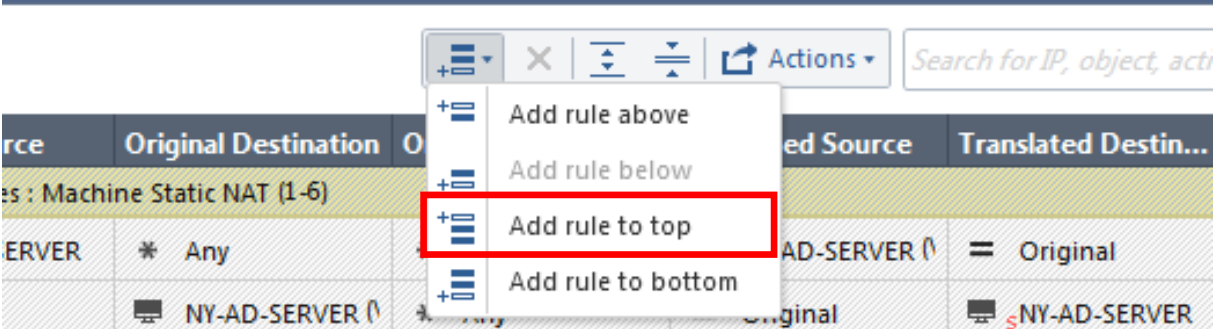 Actions
Search for IP, object, acti
Add rule above
rce Original Destination O ed Source Translated Destin...
Add rule below
es : Machine Static NAT (1-6)
Add rule to top
ERVER * Any * AD-SERVER (V = Original
Add rule to bottom
NY-AD-SERVER (V * Any Original sNY-AD-SERVER